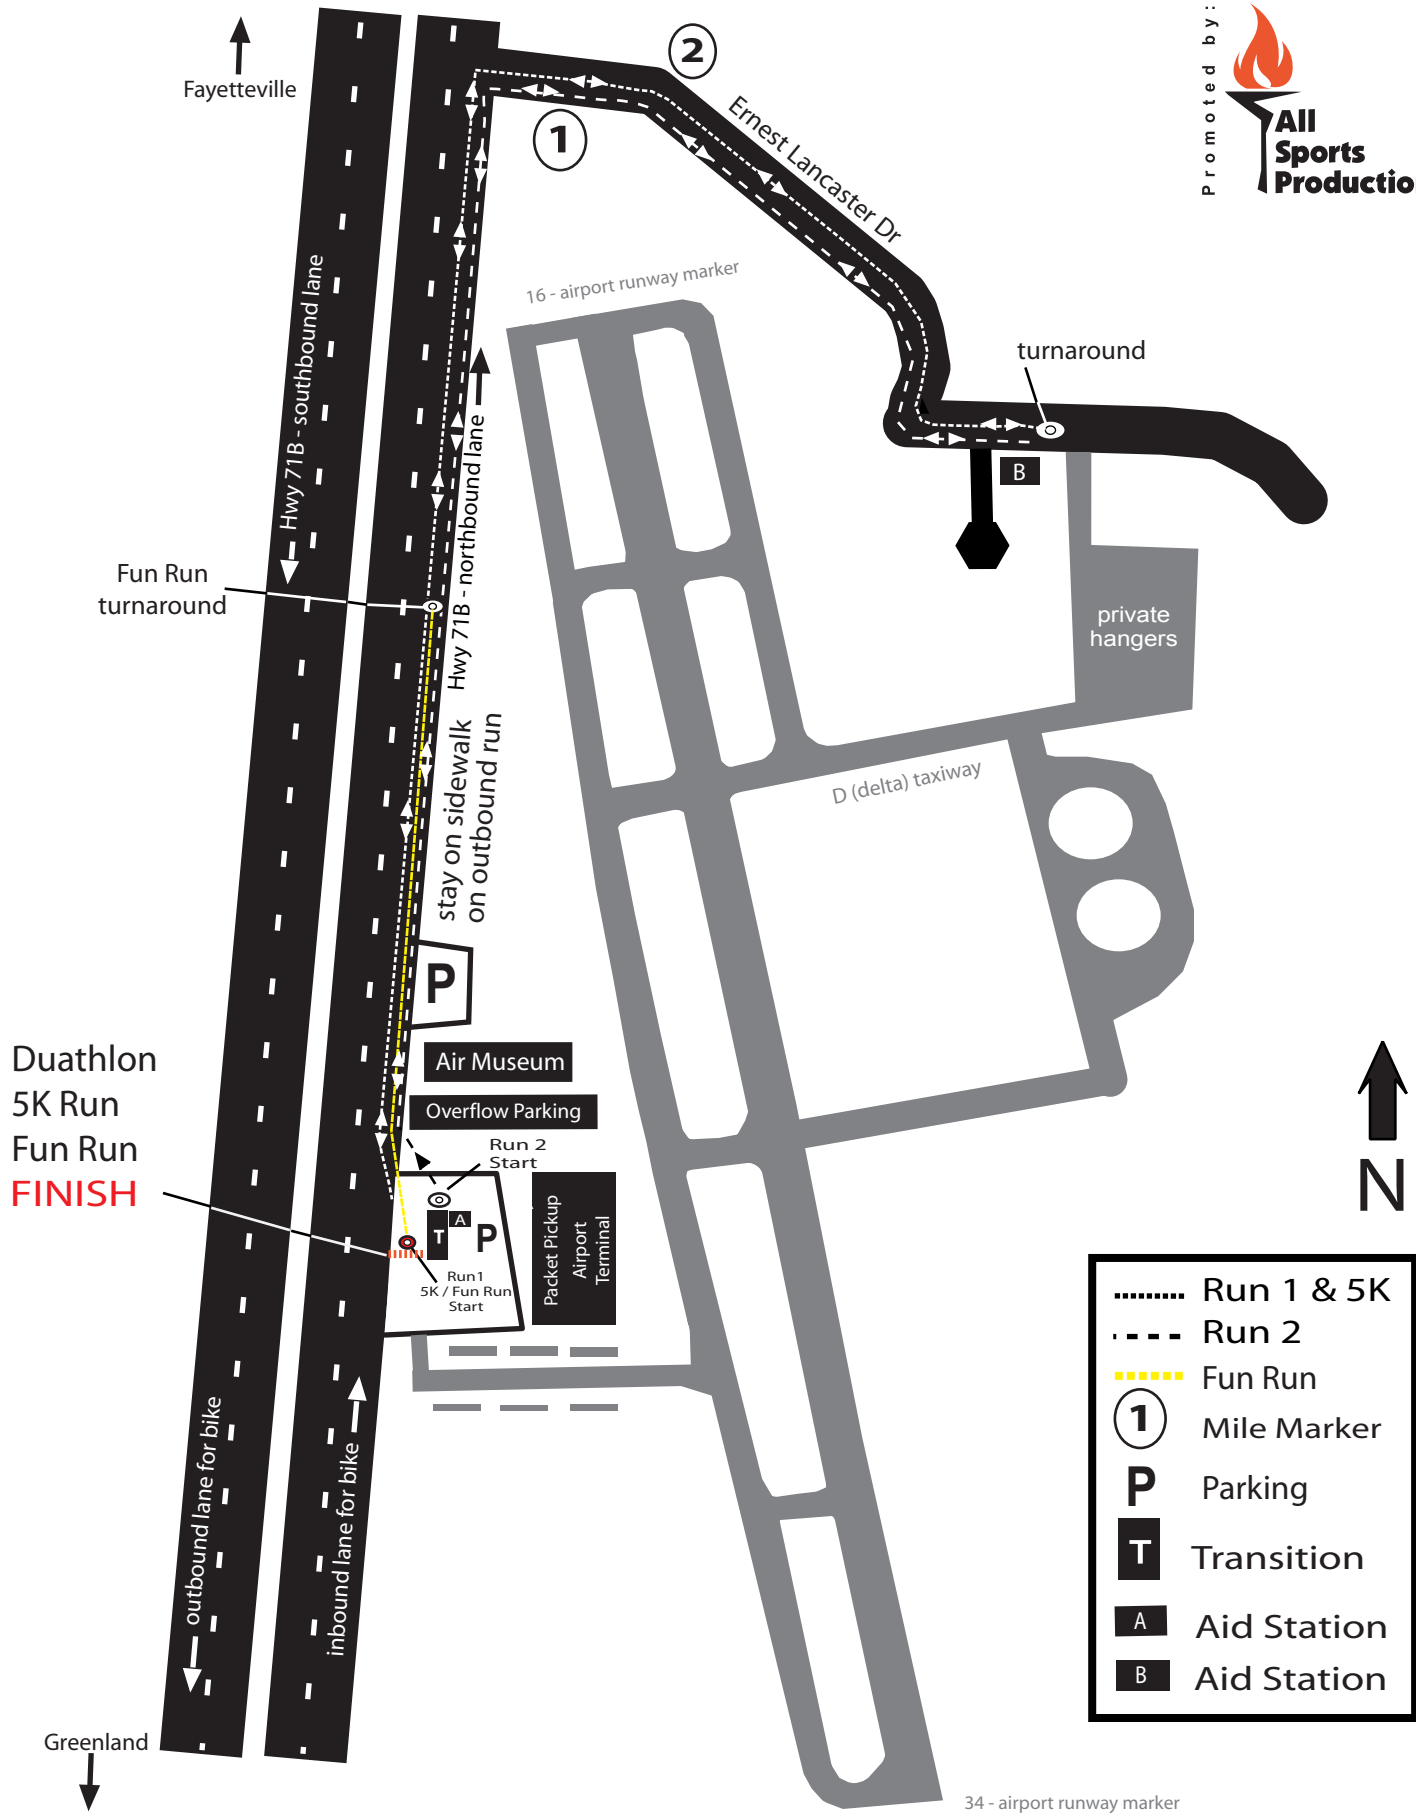 Promoted by:
All
Sports
Productio
Fayetteville
2
1
Ernest Lancaster Dr
16 - airport runway marker
Hwy 71B - southbound lane
turnaround
B
Hwy 71B - northbound lane
Fun Run
turnaround
private
hangers
stay on sidewalk
on outbound run
D (delta) taxiway
P
Air Museum
Overflow Parking
Duathlon
5K Run
Fun Run
FINISH
Run 2
Start
A
T
P
Run1
5K / Fun Run
Start
Packet Pickup
Airport
Terminal
N
outbound lane for bike
inbound lane for bike
Run 1 & 5K
Run 2
Fun Run
1 Mile Marker
P Parking
T Transition
A Aid Station
B Aid Station
Greenland
34 - airport runway marker